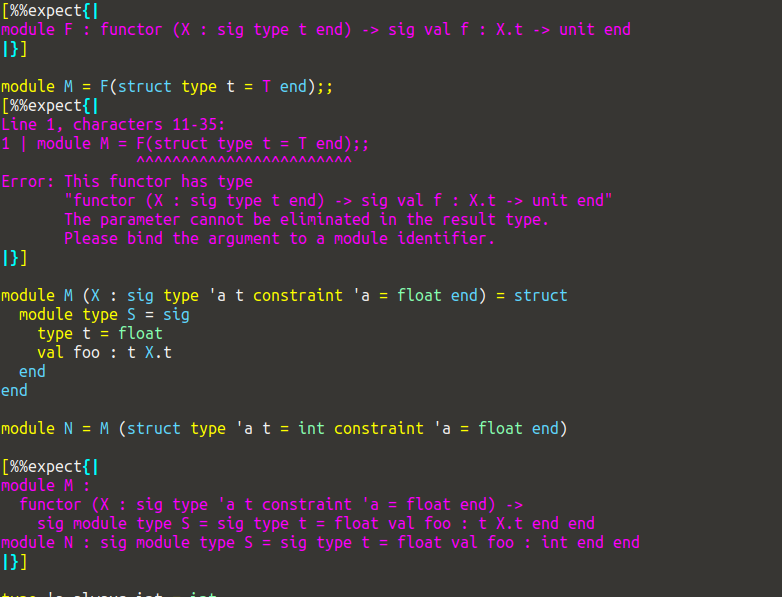 [%%expect{|
module F : functor (X : sig type t end) -> sig val f : X.t -> unit end
|}]
module M = F(struct type t = T end);;
[%%expect{|
Line 1, characters 11-35:
1 | module M = F(struct type t = T end);;
               ^^^^^^^^^^^^^^^^^^^^^^^^
Error: This functor has type
       "functor (X : sig type t end) -> sig val f : X.t -> unit end"
       The parameter cannot be eliminated in the result type.
       Please bind the argument to a module identifier.
|}]
module M (X : sig type 'a t constraint 'a = float end) = struct
  module type S = sig
    type t = float
    val foo : t X.t
  end
end
module N = M (struct type 'a t = int constraint 'a = float end)
[%%expect{|
module M :
  functor (X : sig type 'a t constraint 'a = float end) ->
    sig module type S = sig type t = float val foo : t X.t end end
module N : sig module type S = sig type t = float val foo : int end end
|}]